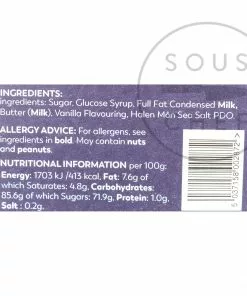 SOUS
INGREDIENTS:
ingredients: Sugar, Glucose Syrup, Full Fat Condensed Milk,
Butter (Milk), Vanilla Flavouring, Halen Môn Sea Salt PDO.
ALLERGY ADVICE: For allergens, see
ingredients in bold. May contain nuts
and peanuts.
NUTRITIONAL INFORMATION per 100g:
Energy: 1703 kJ /413 kcal, Fat: 7.6g of
which Saturates: 4.8g, Carbohydrates:
85.6g of which Sugars: 71.9g, Protein: 1.0g,
Salt : 0.2g.